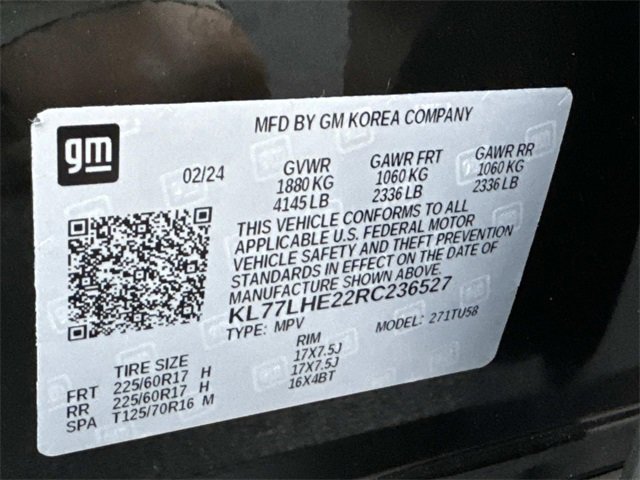 gm
MFD BY GM KOREA COMPANY
02/24
GVWR GAWR FRT GAWR RR
1880 KG 1060 KG 1060 KG
4145 LB 2336 LB 2336 LB
THIS VEHICLE CONFORMS TO ALL
APPLICABLE U.S. FEDERAL MOTOR
VEHICLE SAFETY AND THEFT PREVENTION
STANDARDS IN EFFECT ON THE DATE OF
MANUFACTURE SHOWN ABOVE.
KL77LHE22RC236527
TYPE: MPV MODEL: 271TU58
TIRE SIZE RIM
FRT 225/60R17 H 17X7.5J
RR 225/60R17 H 17X7.5J
SPA T125/70R16 M 16X4BT